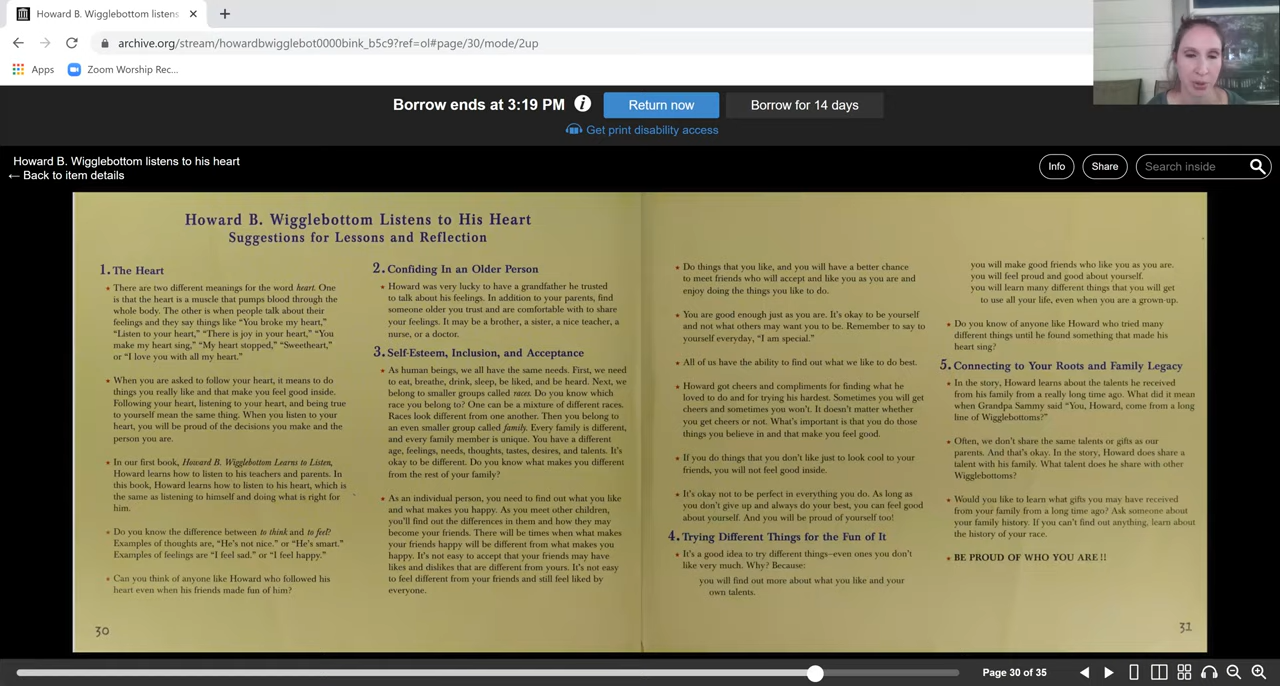 Howard B. Wigglebottom listens
archive.org/stream/howardbwigglebot0000bink_b5c9?ref=ol#page/30/mode/2up
Apps
Zoom Worship Rec...
Borrow ends at 3:19 PM
Return now
Borrow for 14 days
Get print disability access
Howard B. Wigglebottom listens to his heart
← Back to item details
Info
Share
Search inside
Howard B. Wigglebottom Listens to His Heart
Suggestions for Lessons and Reflection
1. The Heart
• There are two different meanings for the word heart. One
is that the heart is a muscle that pumps blood through the
whole body. The other is when people talk about their
feelings and they say things like "You broke my heart,"
"Listen to your heart," "There is joy in your heart," "You
make my heart sing," "My heart stopped," "Sweetheart,"
or "I love you with all my heart."
• When you are asked to follow your heart, it means to do
things you really like and that make you feel good inside.
Following your heart, listening to your heart, and being true
to yourself mean the same thing. When you listen to your
heart, you will be proud of the decisions you make and the
person you are.
• In our first book, Howard B. Wigglebottom Learns to Listen,
Howard learns how to listen to his teachers and parents. In
this book, Howard learns how to listen to his heart, which is
the same as listening to himself and doing what is right for
him.
• Do you know the difference between to think and to feel?
Examples of thoughts are, "He's not nice." or "He's smart."
Examples of feelings are "I feel sad." or "I feel happy."
• Can you think of anyone like Howard who followed his
heart even when his friends made fun of him?
30
2. Confiding In an Older Person
• Howard was very lucky to have a grandfather he trusted
to talk about his feelings. In addition to your parents, find
someone older you trust and are comfortable with to share
your feelings. It may be a brother, a sister, a nice teacher, a
nurse, or a doctor.
3. Self-Esteem, Inclusion, and Acceptance
• As human beings, we all have the same needs. First, we need
to eat, breathe, drink, sleep, be liked, and be heard. Next, we
belong to smaller groups called races. Do you know which
race you belong to? One can be a mixture of different races.
Races look different from one another. Then you belong to
an even smaller group called family. Every family is different,
and every family member is unique. You have a different
age, feelings, needs, thoughts, tastes, desires, and talents. It's
okay to be different. Do you know what makes you different
from the rest of your family?
• As an individual person, you need to find out what you like
and what makes you happy. As you meet other children,
you'll find out the differences in them and how they may
become your friends. There will be times when what makes
your friends happy will be different from what makes you
happy. It's not easy to accept that your friends may have
likes and dislikes that are different from yours. It's not easy
to feel different from your friends and still feel liked by
everyone.
• Do things that you like, and you will have a better chance
to meet friends who will accept and like you as you are and
enjoy doing the things you like to do.
• You are good enough just as you are. It's okay to be yourself
and not what others may want you to be. Remember to say to
yourself everyday, "I am special."
• All of us have the ability to find out what we like to do best.
• Howard got cheers and compliments for finding what he
loved to do and for trying his hardest. Sometimes you will get
cheers and sometimes you won't. It doesn't matter whether
you get cheers or not. What's important is that you do those
things you believe in and that make you feel good.
• If you do things that you don't like just to look cool to your
friends, you will not feel good inside.
• It's okay not to be perfect in everything you do. As long as
you don't give up and always do your best, you can feel good
about yourself. And you will be proud of yourself too!
4. Trying Different Things for the Fun of It
• It's a good idea to try different things–even ones you don't
like very much. Why? Because:
you will find out more about what you like and your
own talents.
you will make good friends who like you as you are.
you will feel proud and good about yourself.
you will learn many different things that you will get
to use all your life, even when you are a grown-up.
• Do you know of anyone like Howard who tried many
different things until he found something that made his
heart sing?
5. Connecting to Your Roots and Family Legacy
• In the story, Howard learns about the talents he received
from his family from a really long time ago. What did it mean
when Grandpa Sammy said "You, Howard, come from a long
line of Wigglebottoms?"
• Often, we don't share the same talents or gifts as our
parents. And that's okay. In the story, Howard does share a
talent with his family. What talent does he share with other
Wigglebottoms?
• Would you like to learn what gifts you may have received
from your family from a long time ago? Ask someone about
your family history. If you can't find out anything, learn about
the history of your race.
• BE PROUD OF WHO YOU ARE!!
31
Page 30 of 35